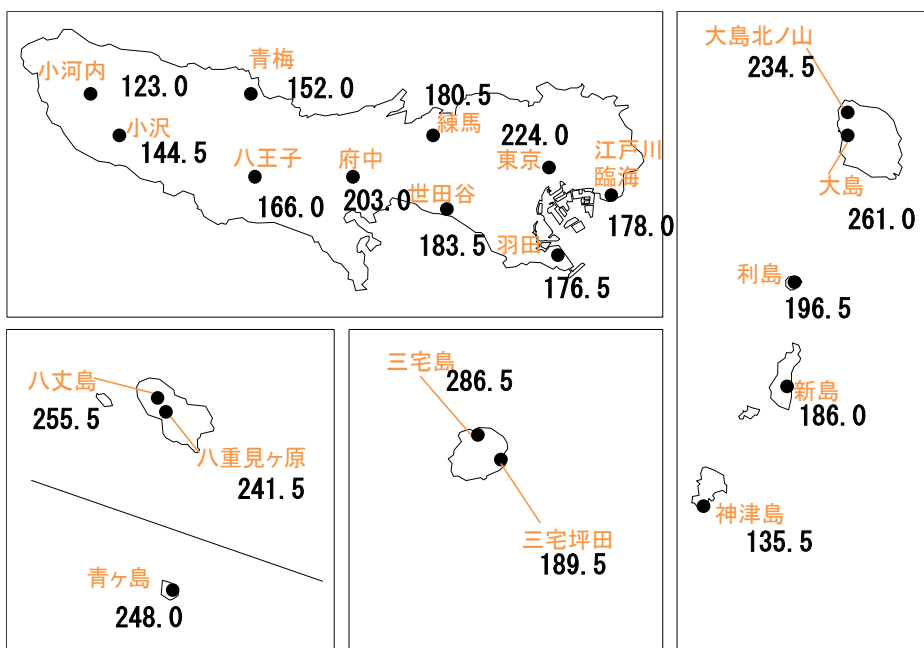 小河内
123.0
青梅
152.0
180.5
練馬
小沢
144.5
八王子
166.0
府中
203.0
世田谷
183.5
224.0
東京
江戸川
臨海
178.0
羽田
176.5
大島北ノ山
234.5
大島
261.0
利島
196.5
新島
186.0
神津島
135.5
八丈島
255.5
八重見ヶ原
241.5
青ヶ島
248.0
三宅島
286.5
三宅坪田
189.5